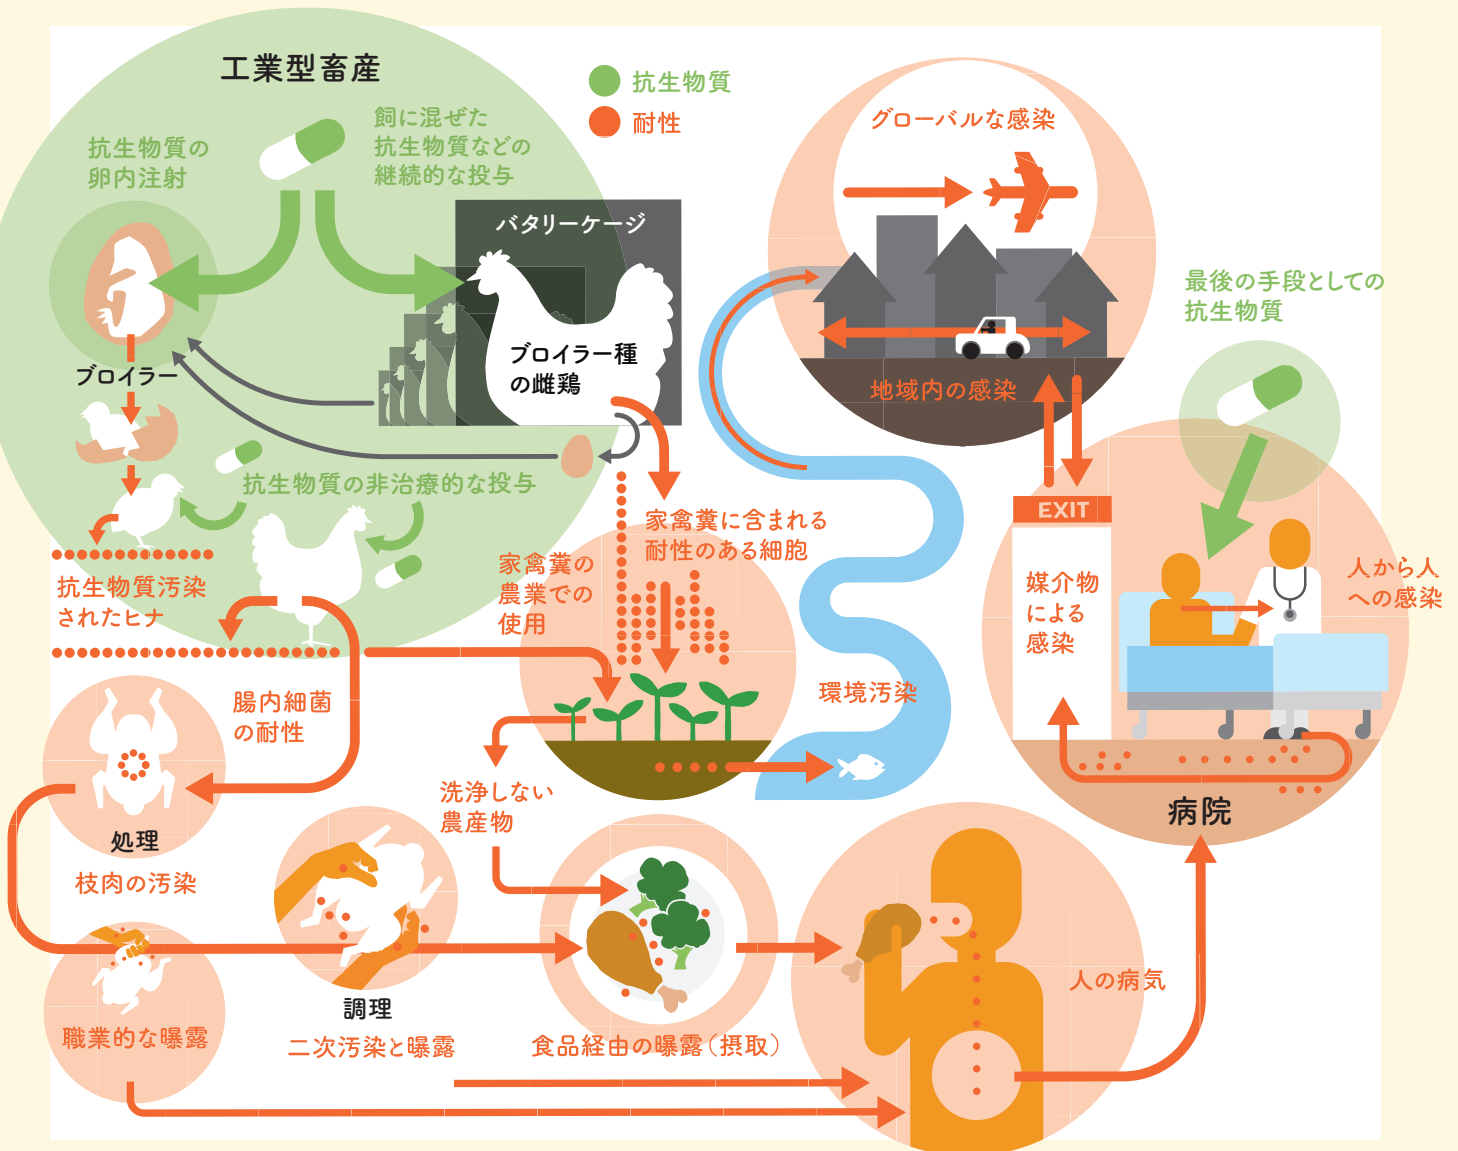 工業型畜産
抗生物質
耐性
抗生物質の
卵内注射
飼に混ぜた
抗生物質などの
継続的な投与
バタリーケージ
ブロイラー種
の雌鶏
ブロイラー
抗生物質の非治療的な投与
抗生物質汚染
されたヒナ
グローバルな感染
地域内の感染
最後の手段としての
抗生物質
EXIT
媒介物
による
感染
人から人
への感染
病院
家禽糞に含まれる
耐性のある細胞
家禽糞の
農業での
使用
環境汚染
腸内細菌
の耐性
処理
枝肉の汚染
洗浄しない
農産物
職業的な曝露
調理
二次汚染と曝露
食品経由の曝露（摂取）
人の病気